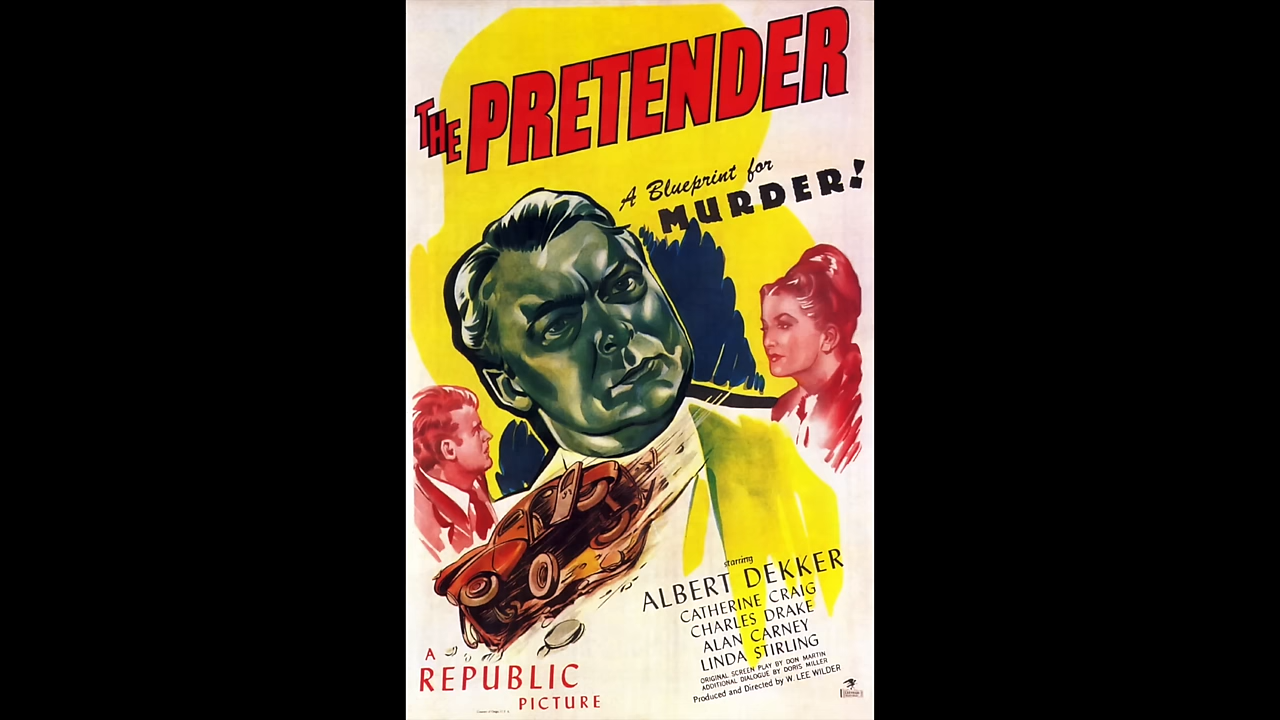 THE PRETENDER
A Blueprint for
MURDER!
starring
ALBERT DEKKER
CATHERINE CRAIG
CHARLES DRAKE
ALAN CARNEY
LINDA STIRLING
ORIGINAL SCREEN PLAY BY DON MARTIN
ADDITIONAL DIALOGUE BY DORIS MILLER
Produced and Directed by W. LEE WILDER
A
REPUBLIC
PICTURE